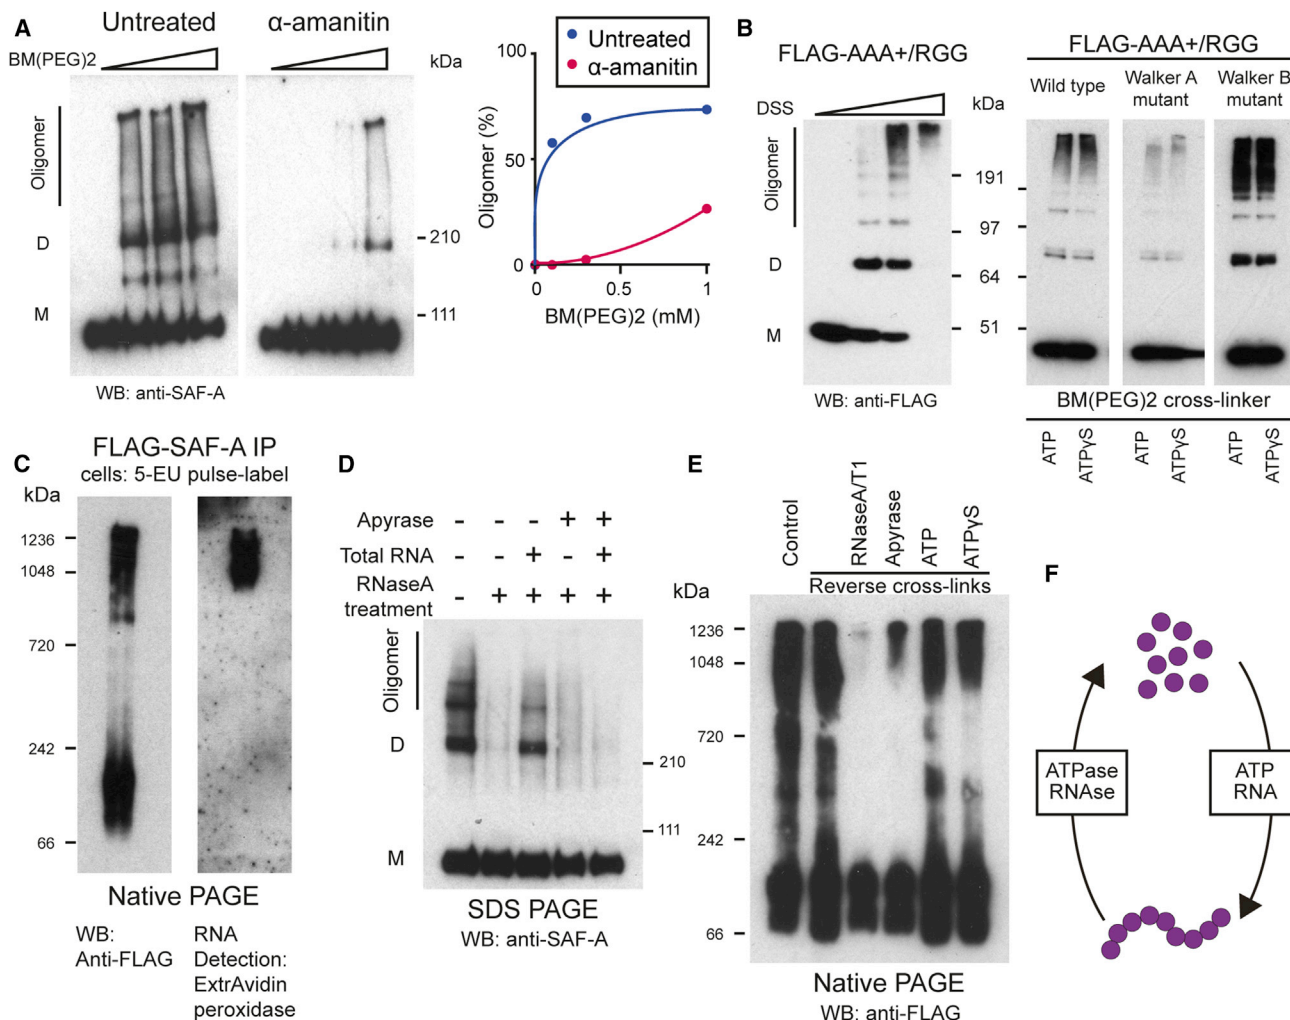 A
Untreated
α-amanitin
BM(PEG)2
kDa
Oligomer
D
M
210
111
WB: anti-SAF-A
100
50
0
Oligomer (%)
Untreated
α-amanitin
0
0.5
1
BM(PEG)2 (mM)
B
FLAG-AAA+/RGG
DSS
kDa
Oligomer
D
M
191
97
64
51
WB: anti-FLAG
FLAG-AAA+/RGG
Wild type
Walker A
mutant
Walker B
mutant
BM(PEG)2 cross-linker
ATP
ATPγS
ATP
ATPγS
ATP
ATPγS
C
FLAG-SAF-A IP
cells: 5-EU pulse-label
kDa
1236
1048
720
242
66
Native PAGE
WB:
Anti-FLAG
RNA
Detection:
ExtrAvidin
peroxidase
D
Apyrase - - - + +
Total RNA - - + - +
RNaseA
treatment - + + + +
Oligomer
D
M
210
111
SDS PAGE
WB: anti-SAF-A
E
Control
RNaseA/T1
Apyrase
ATP
ATPγS
Reverse cross-links
kDa
1236
1048
720
242
66
Native PAGE
WB: anti-FLAG
F
ATPase
RNAse
ATP
RNA